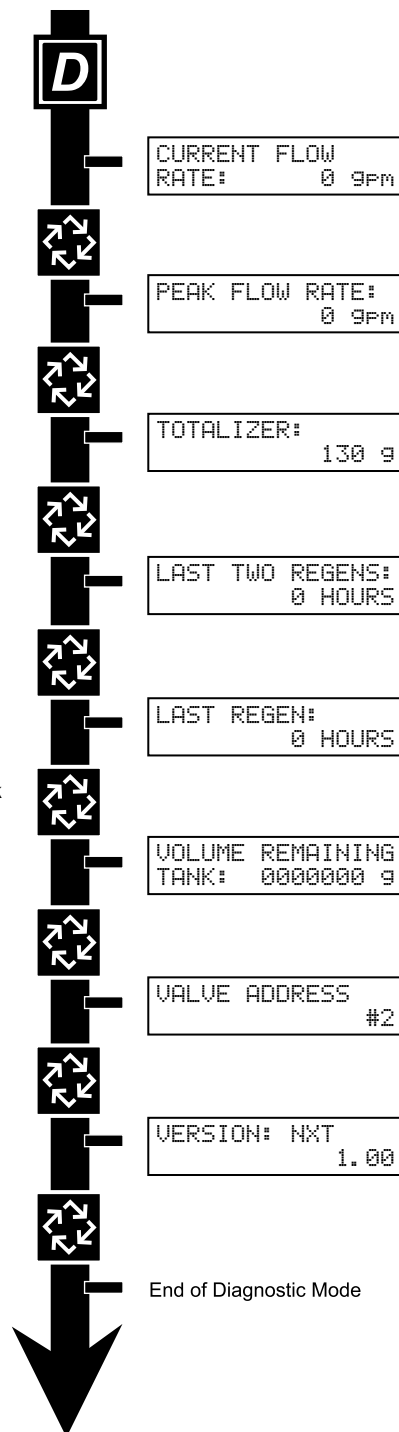 D
CURRENT FLOW
RATE: 0 gpm
PEAK FLOW RATE:
0 gpm
TOTALIZER:
130 g
LAST TWO REGENS:
0 HOURS
LAST REGEN:
0 HOURS
VOLUME REMAINING
TANK: 0000000 g
VALVE ADDRESS
#2
VERSION: NXT
1.00
End of Diagnostic Mode